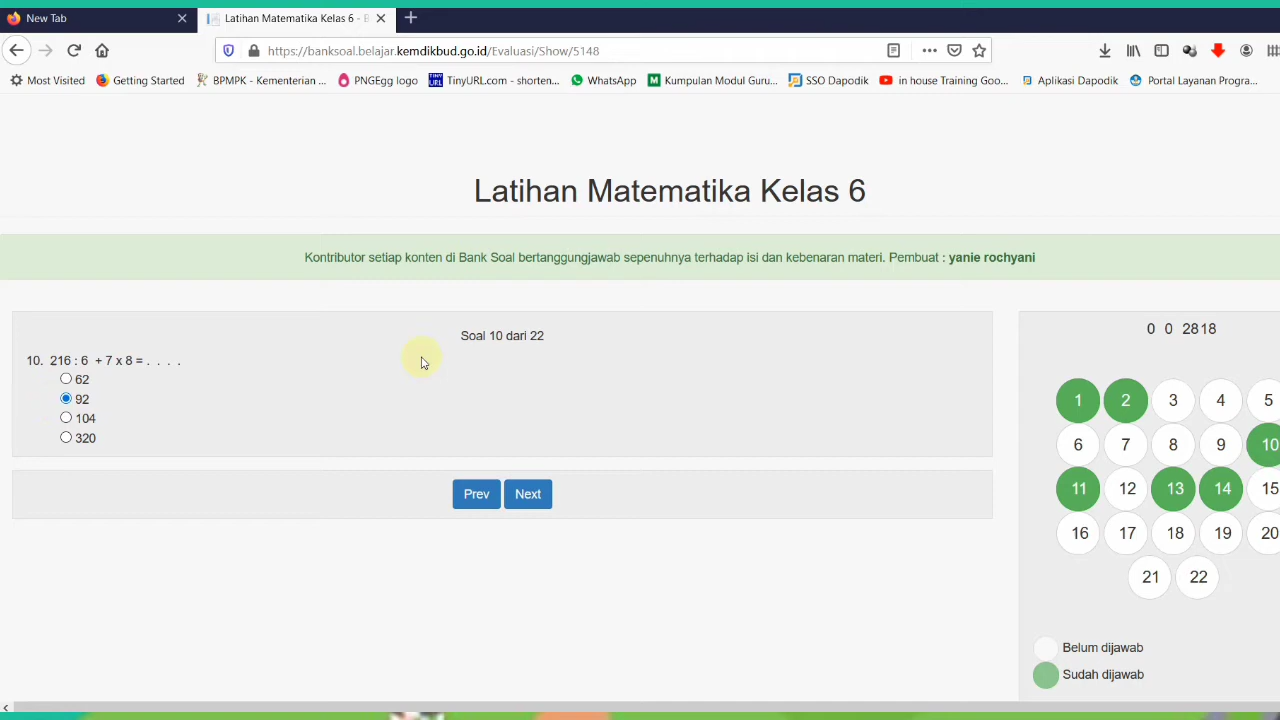 New Tab
Latihan Matematika Kelas 6 - B
https://banksoal.belajar.kemdikbud.go.id/Evaluasi/Show/5148
Most Visited
Getting Started
BPMPK - Kementerian ...
PNGEgg logo
TINY URL
TinyURL.com - shorten...
WhatsApp
M
Kumpulan Modul Guru...
SSO Dapodik
in house Training Goo...
Aplikasi Dapodik
Portal Layanan Progra...
Latihan Matematika Kelas 6
Kontributor setiap konten di Bank Soal bertanggungjawab sepenuhnya terhadap isi dan kebenaran materi. Pembuat : yanie rochyani
Soal 10 dari 22
10. 216 : 6 + 7 x 8 = . . . .
62
92
104
320
Prev Next
0 0 28 18
1 2 3 4 5
6 7 8 9 10
11 12 13 14 15
16 17 18 19 20
21 22
Belum dijawab
Sudah dijawab